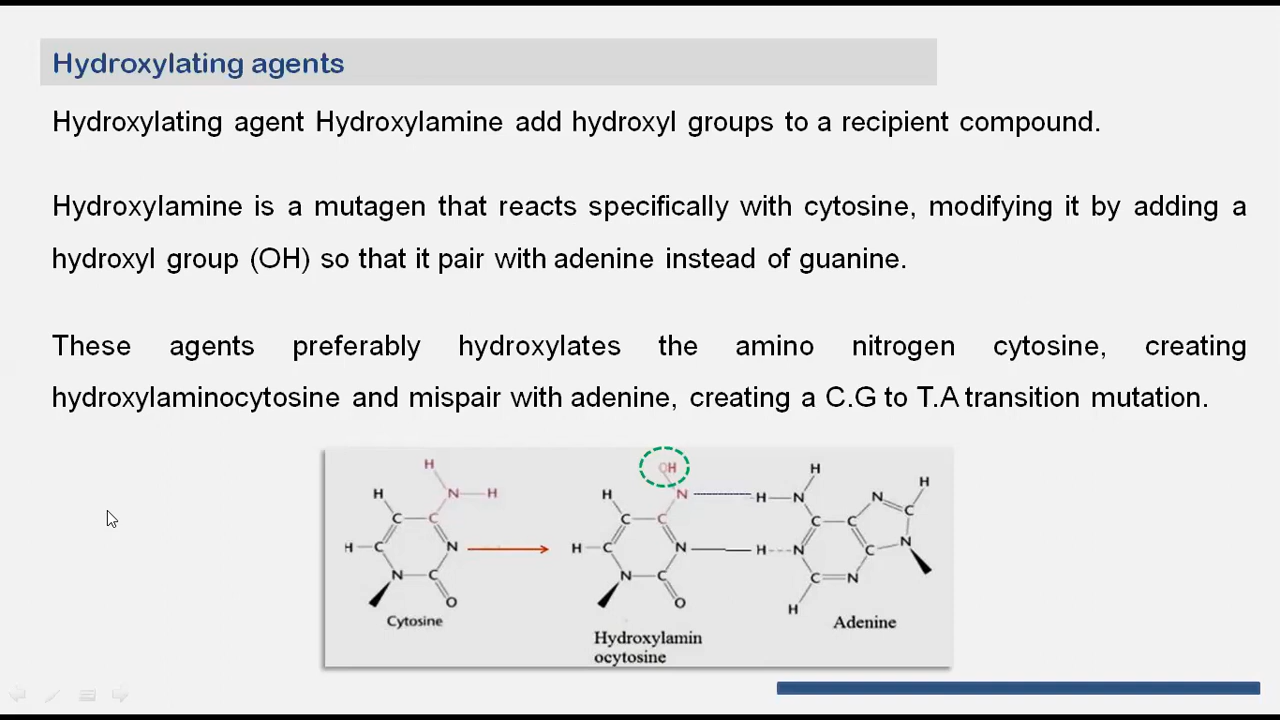 Hydroxylating agents
Hydroxylating agent Hydroxylamine add hydroxyl groups to a recipient compound.
Hydroxylamine is a mutagen that reacts specifically with cytosine, modifying it by adding a
hydroxyl group (OH) so that it pair with adenine instead of guanine.
These agents preferably hydroxylates the amino nitrogen cytosine, creating
hydroxylaminocytosine and mispair with adenine, creating a C.G to T.A transition mutation.
H
H N H
C C
H C N
N C
O
Cytosine
OH
H N
C C
H C N
N C
O
Hydroxylamin
ocytosine
H
H N
C C N H
C
H N C N
C N
H
Adenine